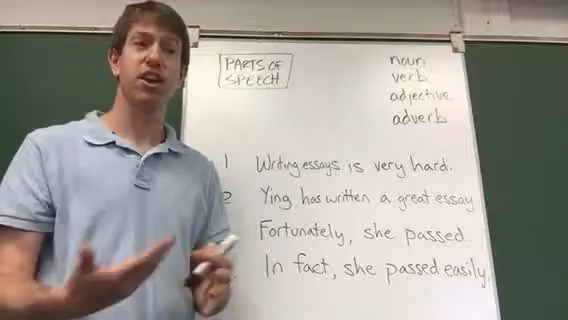 PARTS OF
SPEECH
noun
verb
adjective
adverb
1 Writing essays is very hard.
2 Ying has written a great essay
Fortunately, she passed.
In fact, she passed easily.